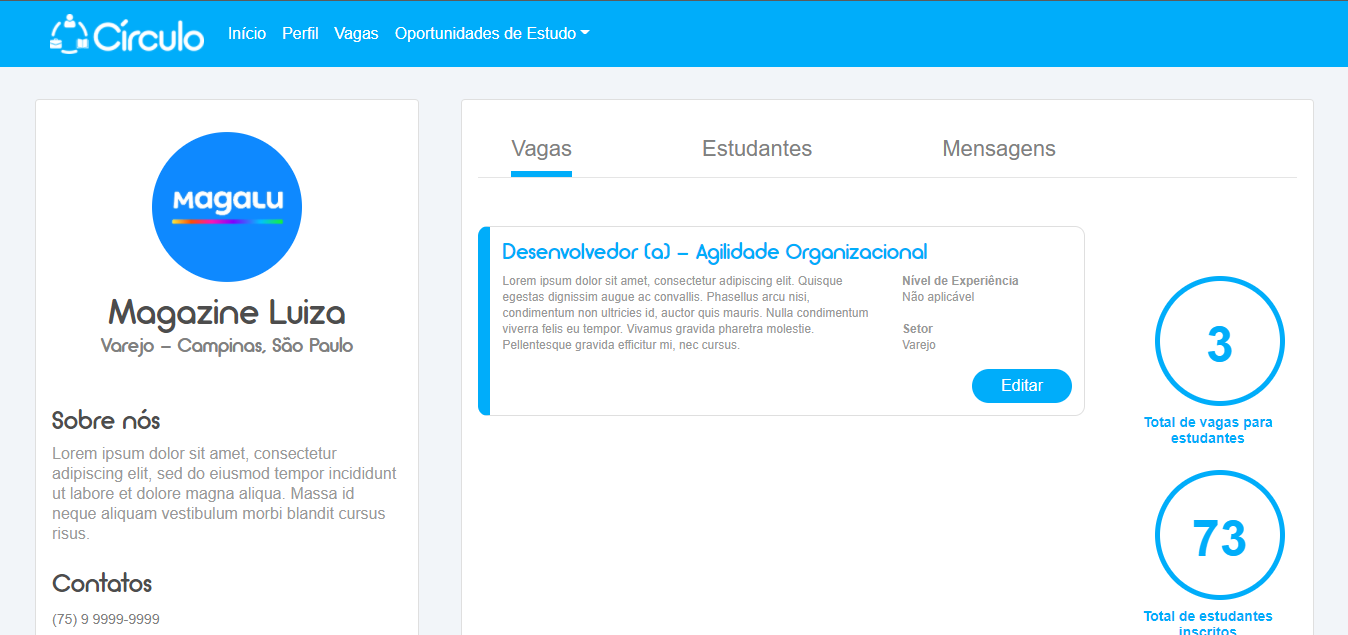 Círculo
Início Perfil Vagas Oportunidades de Estudo
MagaLu
Magazine Luiza
Varejo – Campinas, São Paulo
Sobre nós
Lorem ipsum dolor sit amet, consectetur
adipiscing elit, sed do eiusmod tempor incididunt
ut labore et dolore magna aliqua. Massa id
neque aliquam vestibulum morbi blandit cursus
risus.
Contatos
(75) 9 9999-9999
Vagas Estudantes Mensagens
Desenvolvedor (a) – Agilidade Organizacional
Lorem ipsum dolor sit amet, consectetur adipiscing elit. Quisque
egestas dignissim augue ac convallis. Phasellus arcu nisi,
condimentum non ultricies id, auctor quis mauris. Nulla condimentum
viverra felis eu tempor. Vivamus gravida pharetra molestie.
Pellentesque gravida efficitur mi, nec cursus.
Nível de Experiência
Não aplicável
Setor
Varejo
Editar
3
Total de vagas para
estudantes
73
Total de estudantes
inscritos